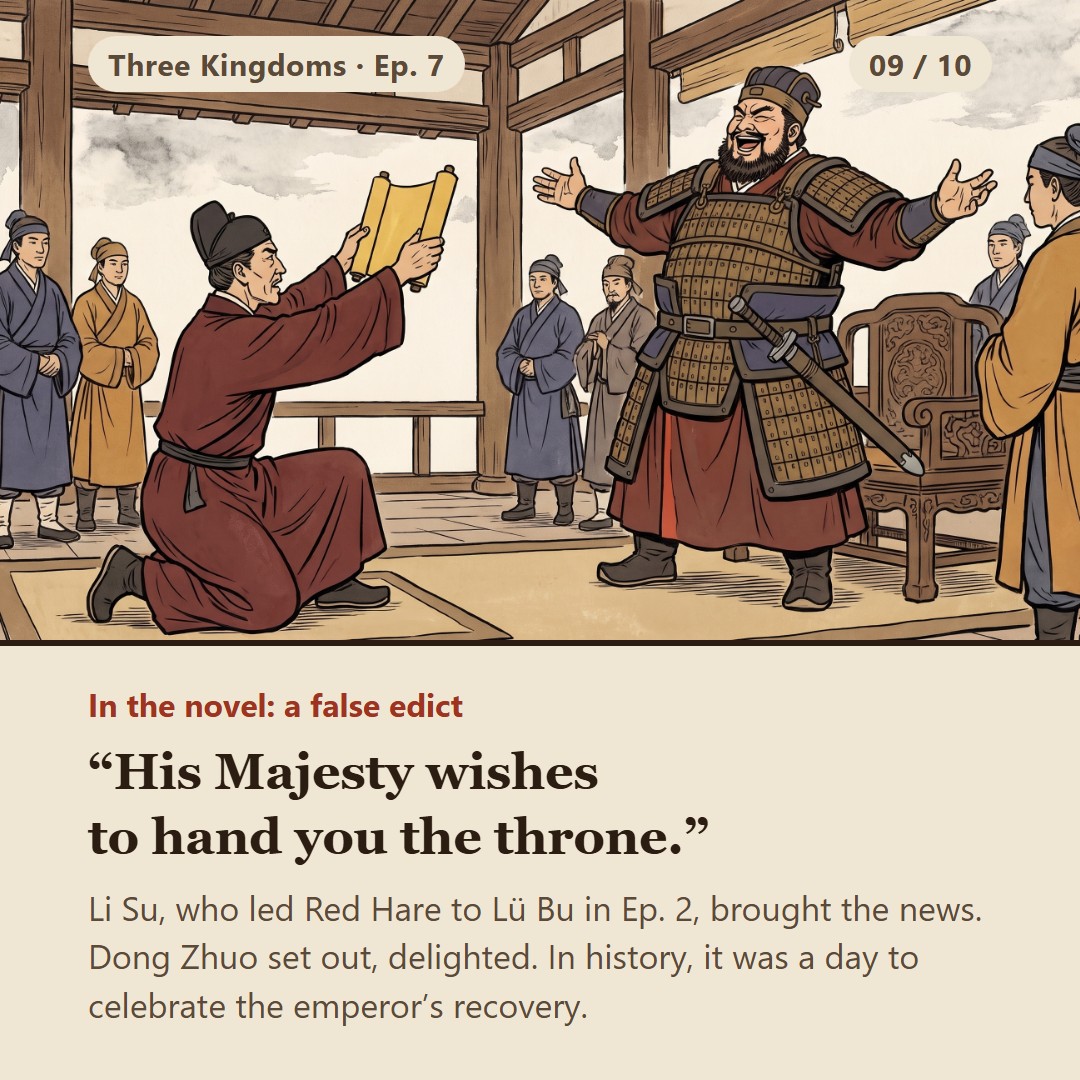 Three Kingdoms · Ep. 7
09 / 10
In the novel: a false edict
“His Majesty wishes
to hand you the throne.”
Li Su, who led Red Hare to Lü Bu in Ep. 2, brought the news.
Dong Zhuo set out, delighted. In history, it was a day to
celebrate the emperor’s recovery.